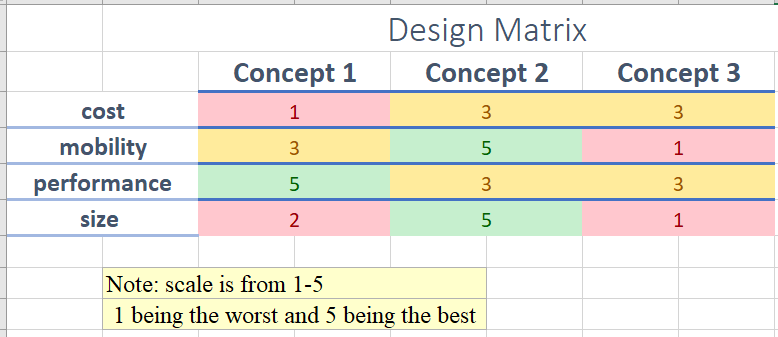 Design Matrix
Concept 1 Concept 2 Concept 3
cost 1 3 3
mobility 3 5 1
performance 5 3 3
size 2 5 1
Note: scale is from 1-5
1 being the worst and 5 being the best